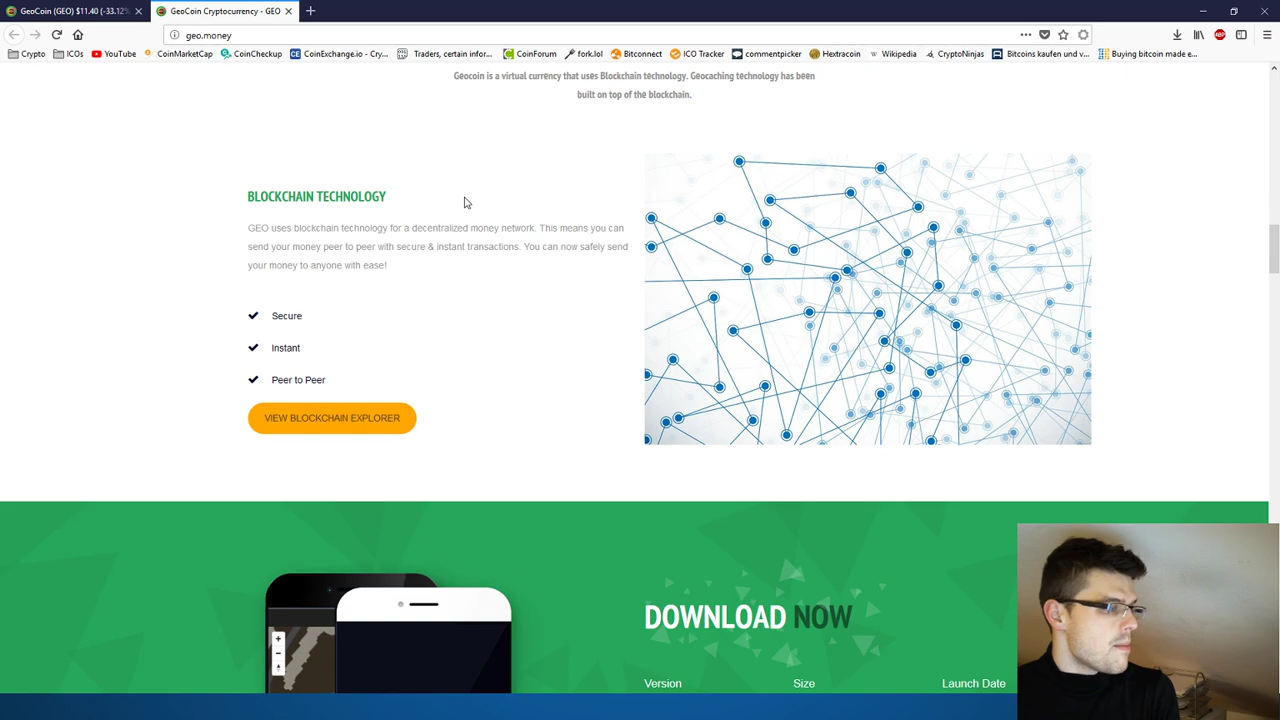 GeoCoin (GEO) $11.40 (-33.12%
GeoCoin Cryptocurrency - GEO
geo.money
Crypto
ICOs
YouTube
CoinMarketCap
CoinCheckup
CoinExchange.io - Cry...
Traders, certain infor...
CoinForum
fork.lol
Bitconnect
ICO Tracker
commentpicker
Hextracoin
Wikipedia
CryptoNinjas
Bitcoins kaufen und v...
Buying bitcoin made e...
Geocoin is a virtual currency that uses Blockchain technology. Geocaching technology has been
built on top of the blockchain.
BLOCKCHAIN TECHNOLOGY
GEO uses blockchain technology for a decentralized money network. This means you can
send your money peer to peer with secure & instant transactions. You can now safely send
your money to anyone with ease!
Secure
Instant
Peer to Peer
VIEW BLOCKCHAIN EXPLORER
DOWNLOAD NOW
Version
Size
Launch Date